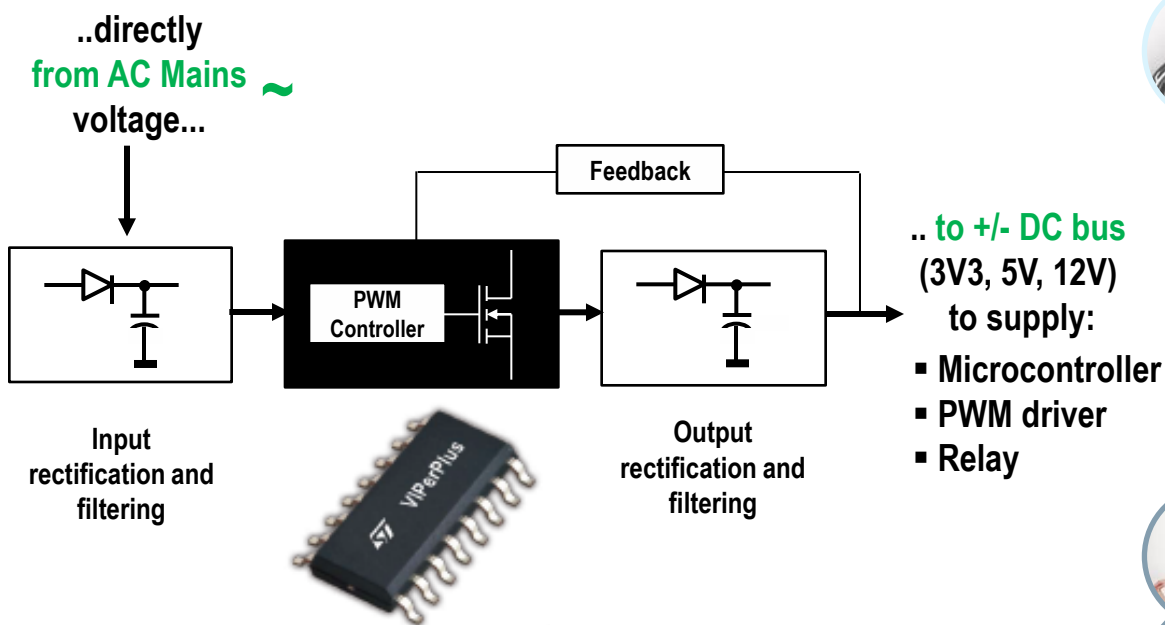 ..directly
from AC Mains ~
voltage...
Feedback
PWM
Controller
.. to +/- DC bus
(3V3, 5V, 12V)
to supply:
▪ Microcontroller
▪ PWM driver
▪ Relay
Input
rectification and
filtering
ViPerPlus
ST
Output
rectification and
filtering